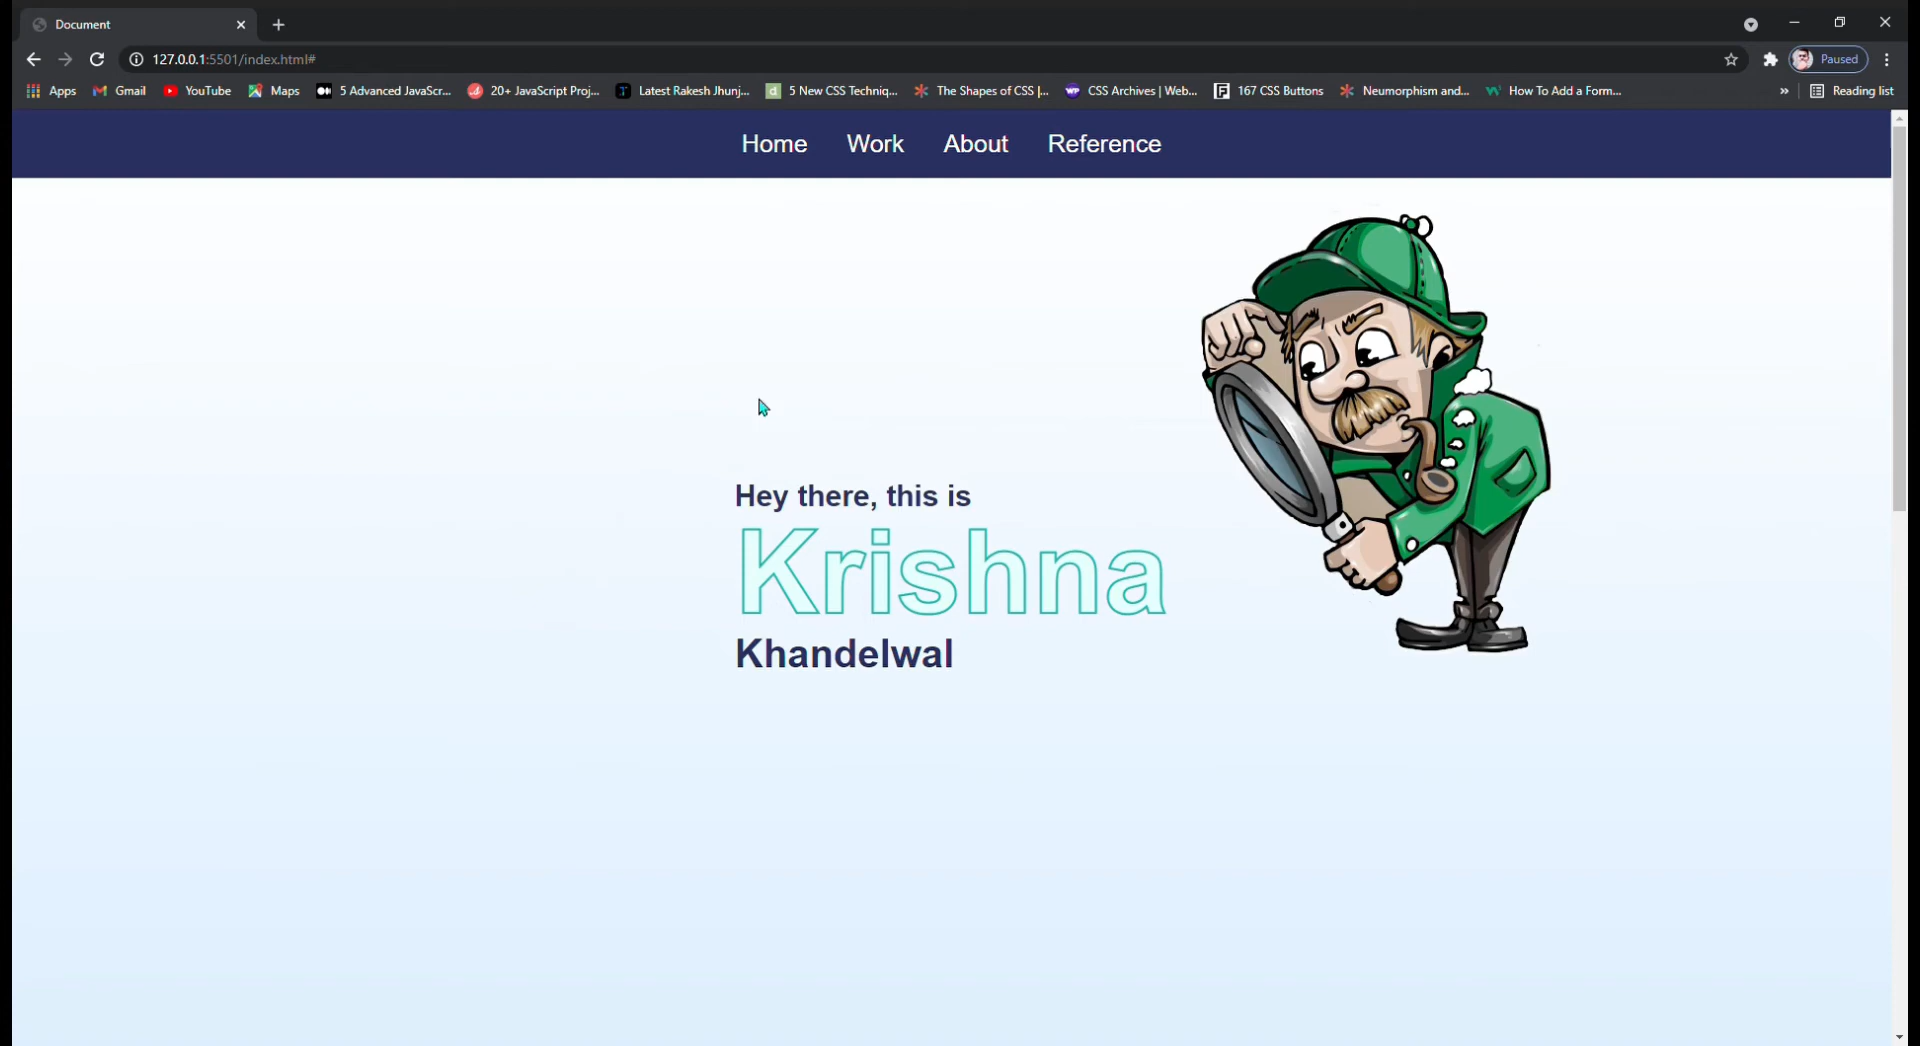 Document
127.0.0.1:5501/index.html#
Paused
Apps Gmail YouTube Maps 5 Advanced JavaScr... 20+ JavaScript Proj... Latest Rakesh Jhunj... 5 New CSS Techniq... The Shapes of CSS |... CSS Archives | Web... 167 CSS Buttons Neumorphism and... How To Add a Form... » Reading list
Home Work About Reference
Hey there, this is
Krishna
Khandelwal